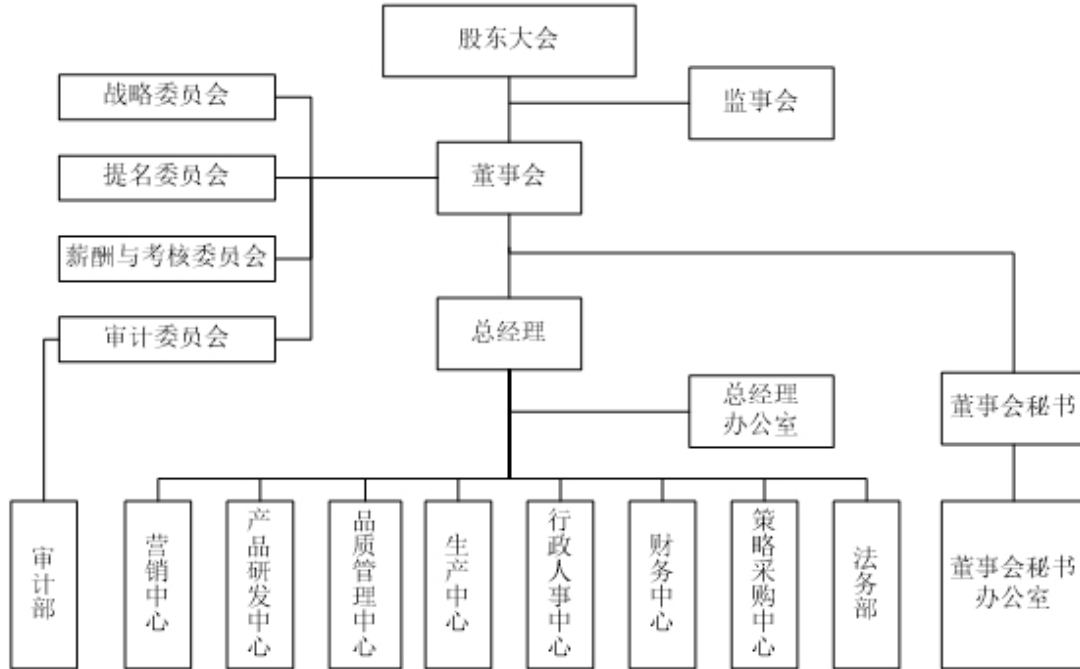 股东大会
战略委员会
监事会
提名委员会
董事会
薪酬与考核委员会
审计委员会
总经理
总经理
办公室
董事会秘书
审计部
营销中心
产品研发中心
品质管理中心
生产中心
行政人事中心
财务中心
策略采购中心
法务部
董事会秘书
办公室